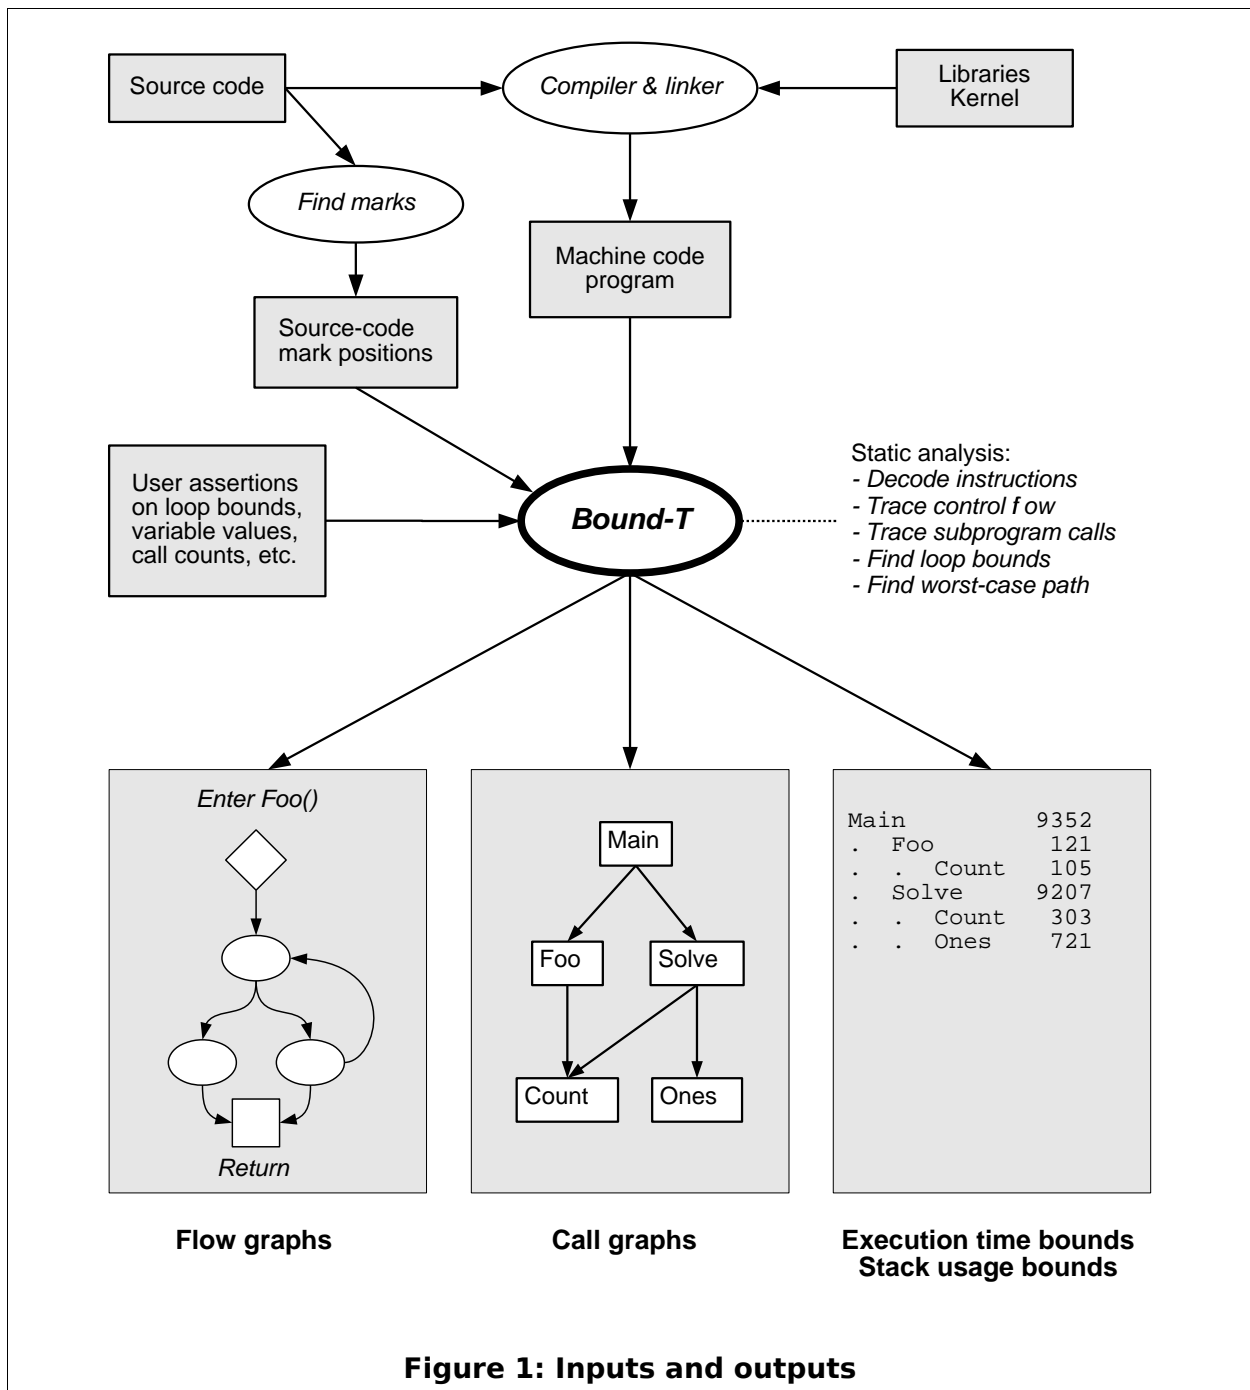 Source code
Compiler & linker
Libraries
Kernel
Find marks
Machine code
program
Source-code
mark positions
User assertions
on loop bounds,
variable values,
call counts, etc.
Bound-T
Static analysis:
- Decode instructions
- Trace control f ow
- Trace subprogram calls
- Find loop bounds
- Find worst-case path
Enter Foo()
Return
Main
Foo
Solve
Count
Ones
Main 9352
. Foo 121
. . Count 105
. Solve 9207
. . Count 303
. . Ones 721
Flow graphs
Call graphs
Execution time bounds
Stack usage bounds
Figure 1: Inputs and outputs